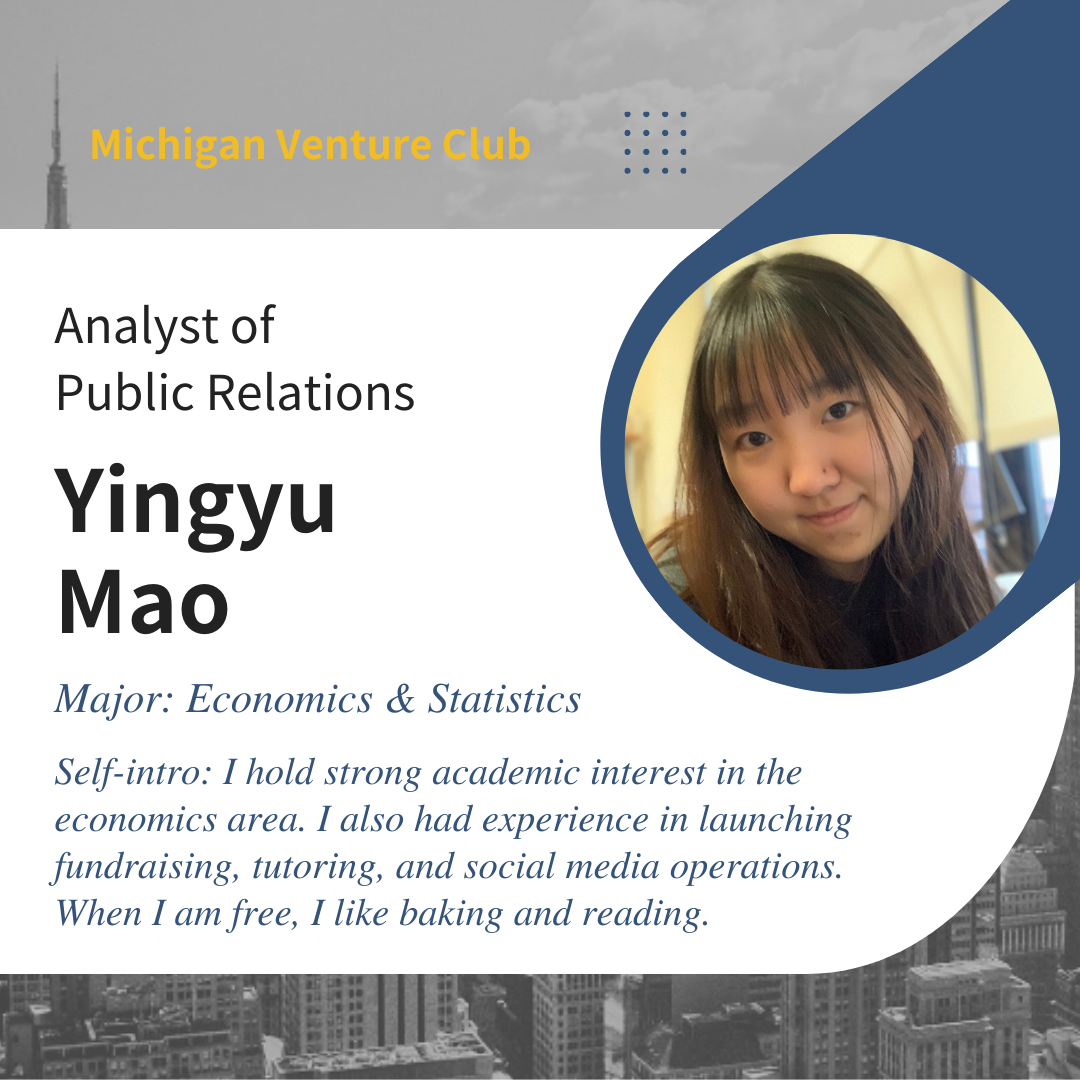 Michigan Venture Club
Analyst of
Public Relations
Yingyu
Mao
Major: Economics & Statistics
Self-intro: I hold strong academic interest in the
economics area. I also had experience in launching
fundraising, tutoring, and social media operations.
When I am free, I like baking and reading.